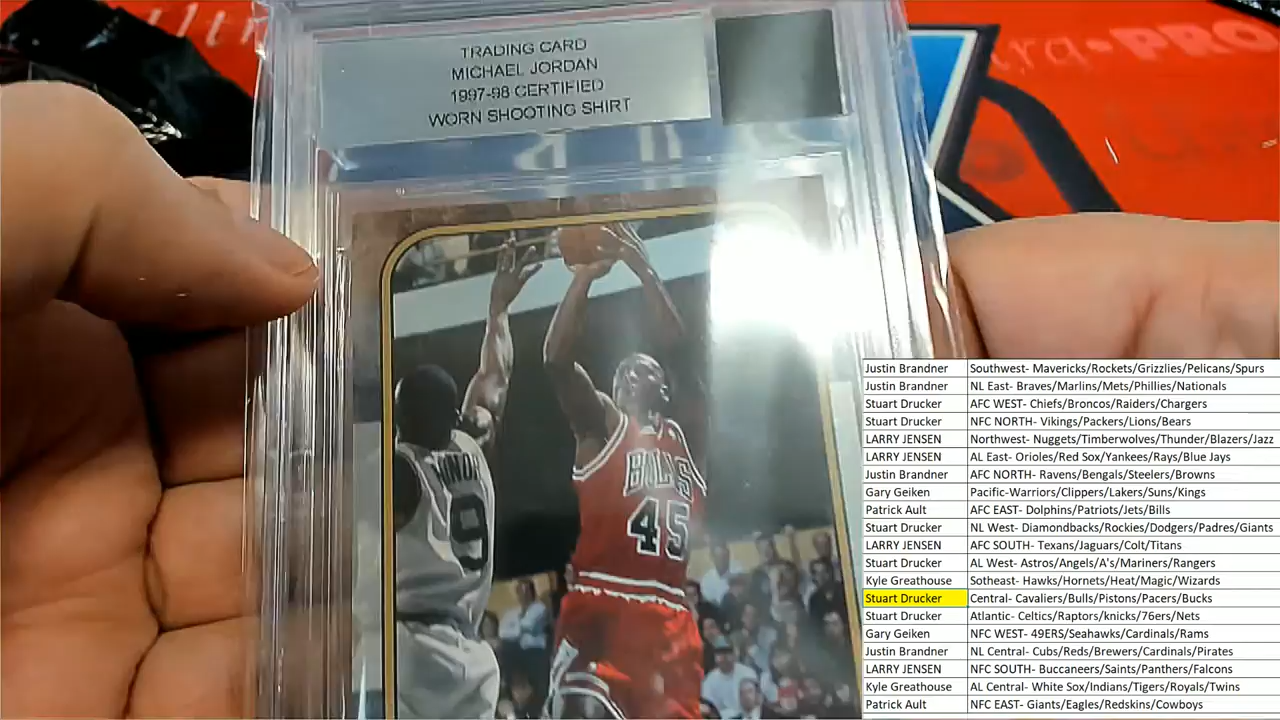 TRADING CARD
MICHAEL JORDAN
1997-98 CERTIFIED
WORN SHOOTING SHIRT
Ultr
ra-PRO
BULLS
45
9
Justin Brandner Southwest- Mavericks/Rockets/Grizzlies/Pelicans/Spurs
Justin Brandner NL East- Braves/Marlins/Mets/Phillies/Nationals
Stuart Drucker AFC WEST- Chiefs/Broncos/Raiders/Chargers
Stuart Drucker NFC NORTH- Vikings/Packers/Lions/Bears
LARRY JENSEN Northwest- Nuggets/Timberwolves/Thunder/Blazers/Jazz
LARRY JENSEN AL East- Orioles/Red Sox/Yankees/Rays/Blue Jays
Justin Brandner AFC NORTH- Ravens/Bengals/Steelers/Browns
Gary Geiken Pacific-Warriors/Clippers/Lakers/Suns/Kings
Patrick Ault AFC EAST- Dolphins/Patriots/Jets/Bills
Stuart Drucker NL West- Diamondbacks/Rockies/Dodgers/Padres/Giants
LARRY JENSEN AFC SOUTH- Texans/Jaguars/Colt/Titans
Stuart Drucker AL West- Astros/Angels/A's/Mariners/Rangers
Kyle Greathouse Sotheast- Hawks/Hornets/Heat/Magic/Wizards
Stuart Drucker Central- Cavaliers/Bulls/Pistons/Pacers/Bucks
Stuart Drucker Atlantic- Celtics/Raptors/knicks/76ers/Nets
Gary Geiken NFC WEST- 49ERS/Seahawks/Cardinals/Rams
Justin Brandner NL Central- Cubs/Reds/Brewers/Cardinals/Pirates
LARRY JENSEN NFC SOUTH- Buccaneers/Saints/Panthers/Falcons
Kyle Greathouse AL Central- White Sox/Indians/Tigers/Royals/Twins
Patrick Ault NFC EAST- Giants/Eagles/Redskins/Cowboys